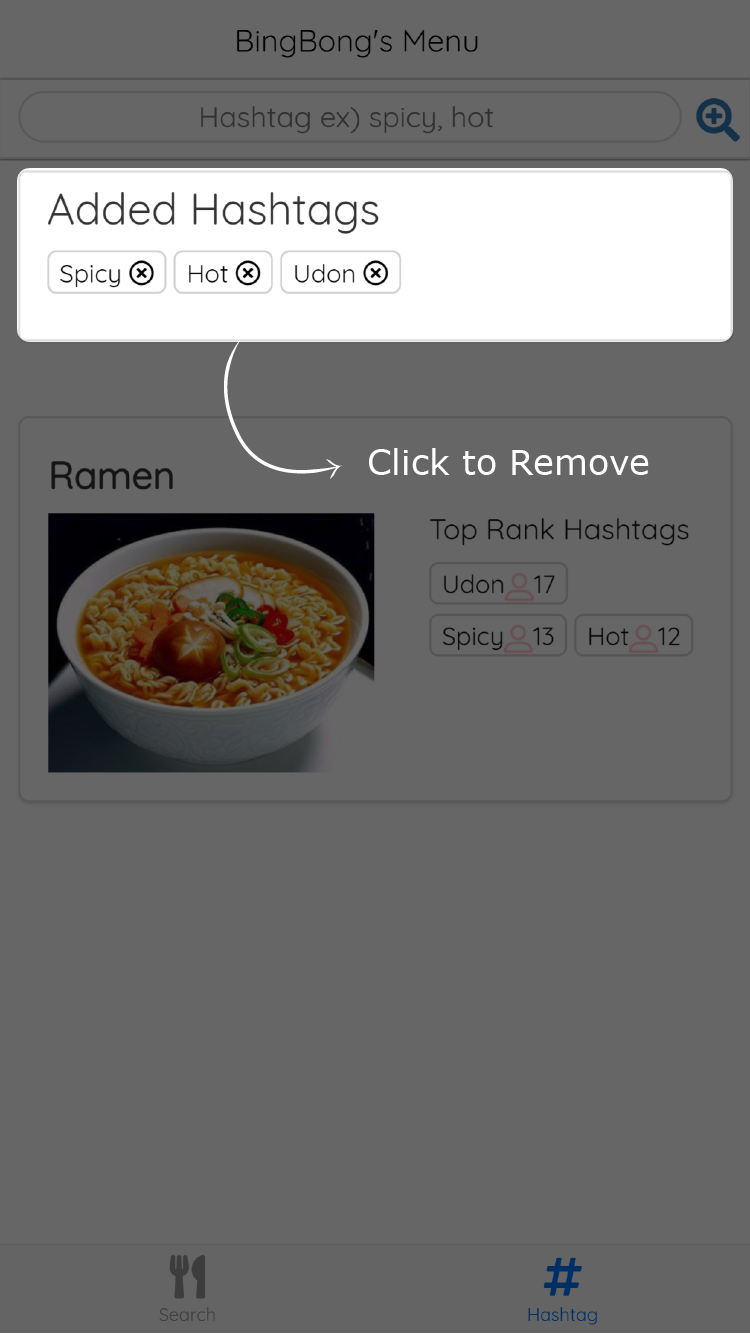 BingBong's Menu
Hashtag ex) spicy, hot
Added Hashtags
Spicy Hot Udon
Click to Remove
Ramen
Top Rank Hashtags
Udon 17
Spicy 13 Hot 12
Search Hashtag